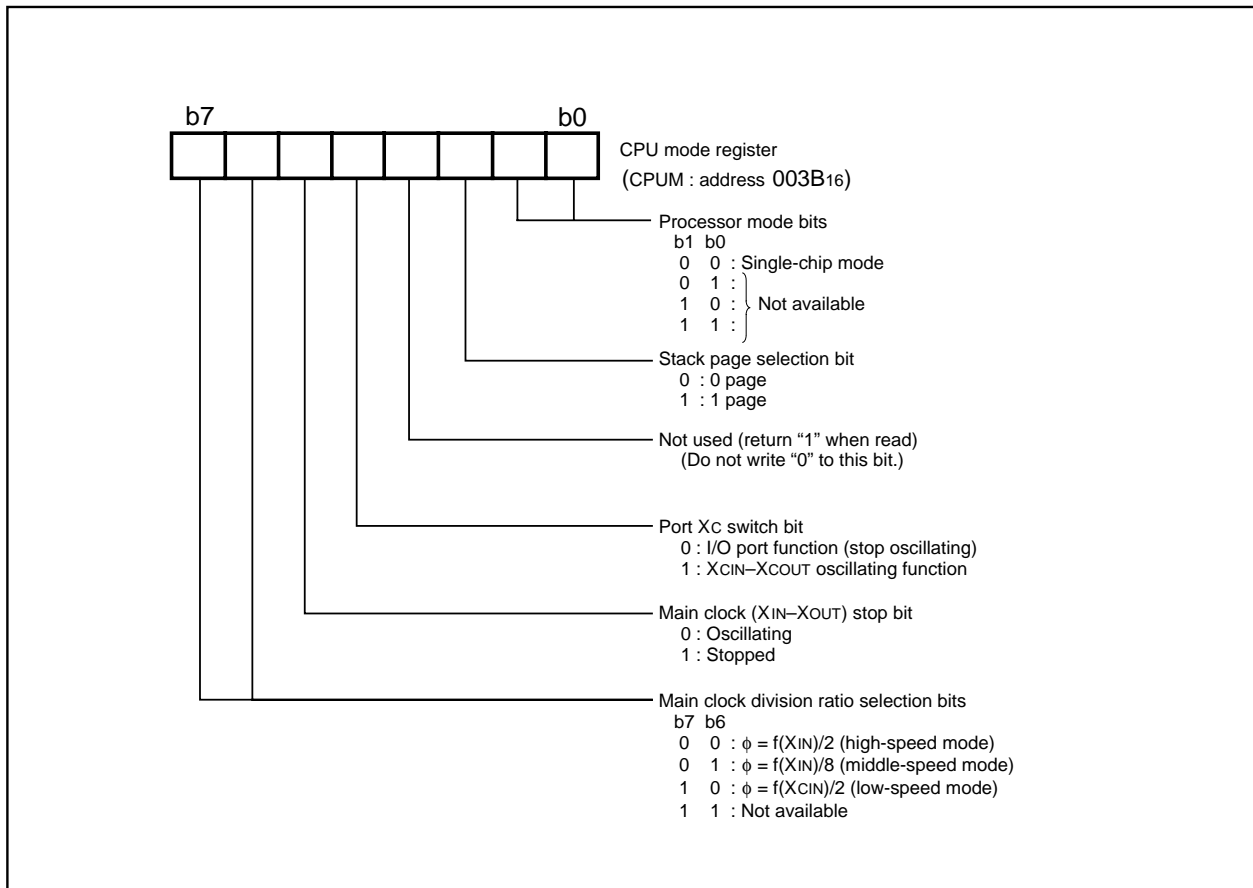 b7 b0
CPU mode register
(CPUM : address 003B16)
Processor mode bits
b1 b0
0 0 : Single-chip mode
0 1 :
1 0 : Not available
1 1 :
Stack page selection bit
0 : 0 page
1 : 1 page
Not used (return “1” when read)
(Do not write “0” to this bit.)
Port XC switch bit
0 : I/O port function (stop oscillating)
1 : XCIN–XCOUT oscillating function
Main clock (XIN–XOUT) stop bit
0 : Oscillating
1 : Stopped
Main clock division ratio selection bits
b7 b6
0 0 : ϕ = f(XIN)/2 (high-speed mode)
0 1 : ϕ = f(XIN)/8 (middle-speed mode)
1 0 : ϕ = f(XCIN)/2 (low-speed mode)
1 1 : Not available